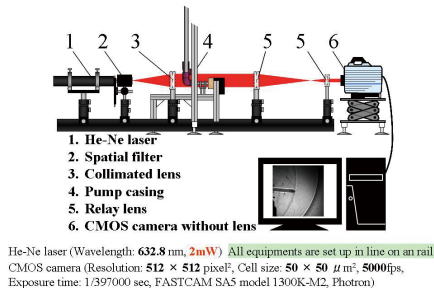 1 2 3 4 5 5 6
1. He-Ne laser
2. Spatial filter
3. Collimated lens
4. Pump casing
5. Relay lens
6. CMOS camera without lens
He-Ne laser (Wavelength: 632.8 nm, 2mW) All equipments are set up in line on an rail
CMOS camera (Resolution: 512 × 512 pixel², Cell size: 50 × 50 μm², 5000fps,
Exposure time: 1/397000 sec, FASTCAM SA5 model 1300K-M2, Photron)